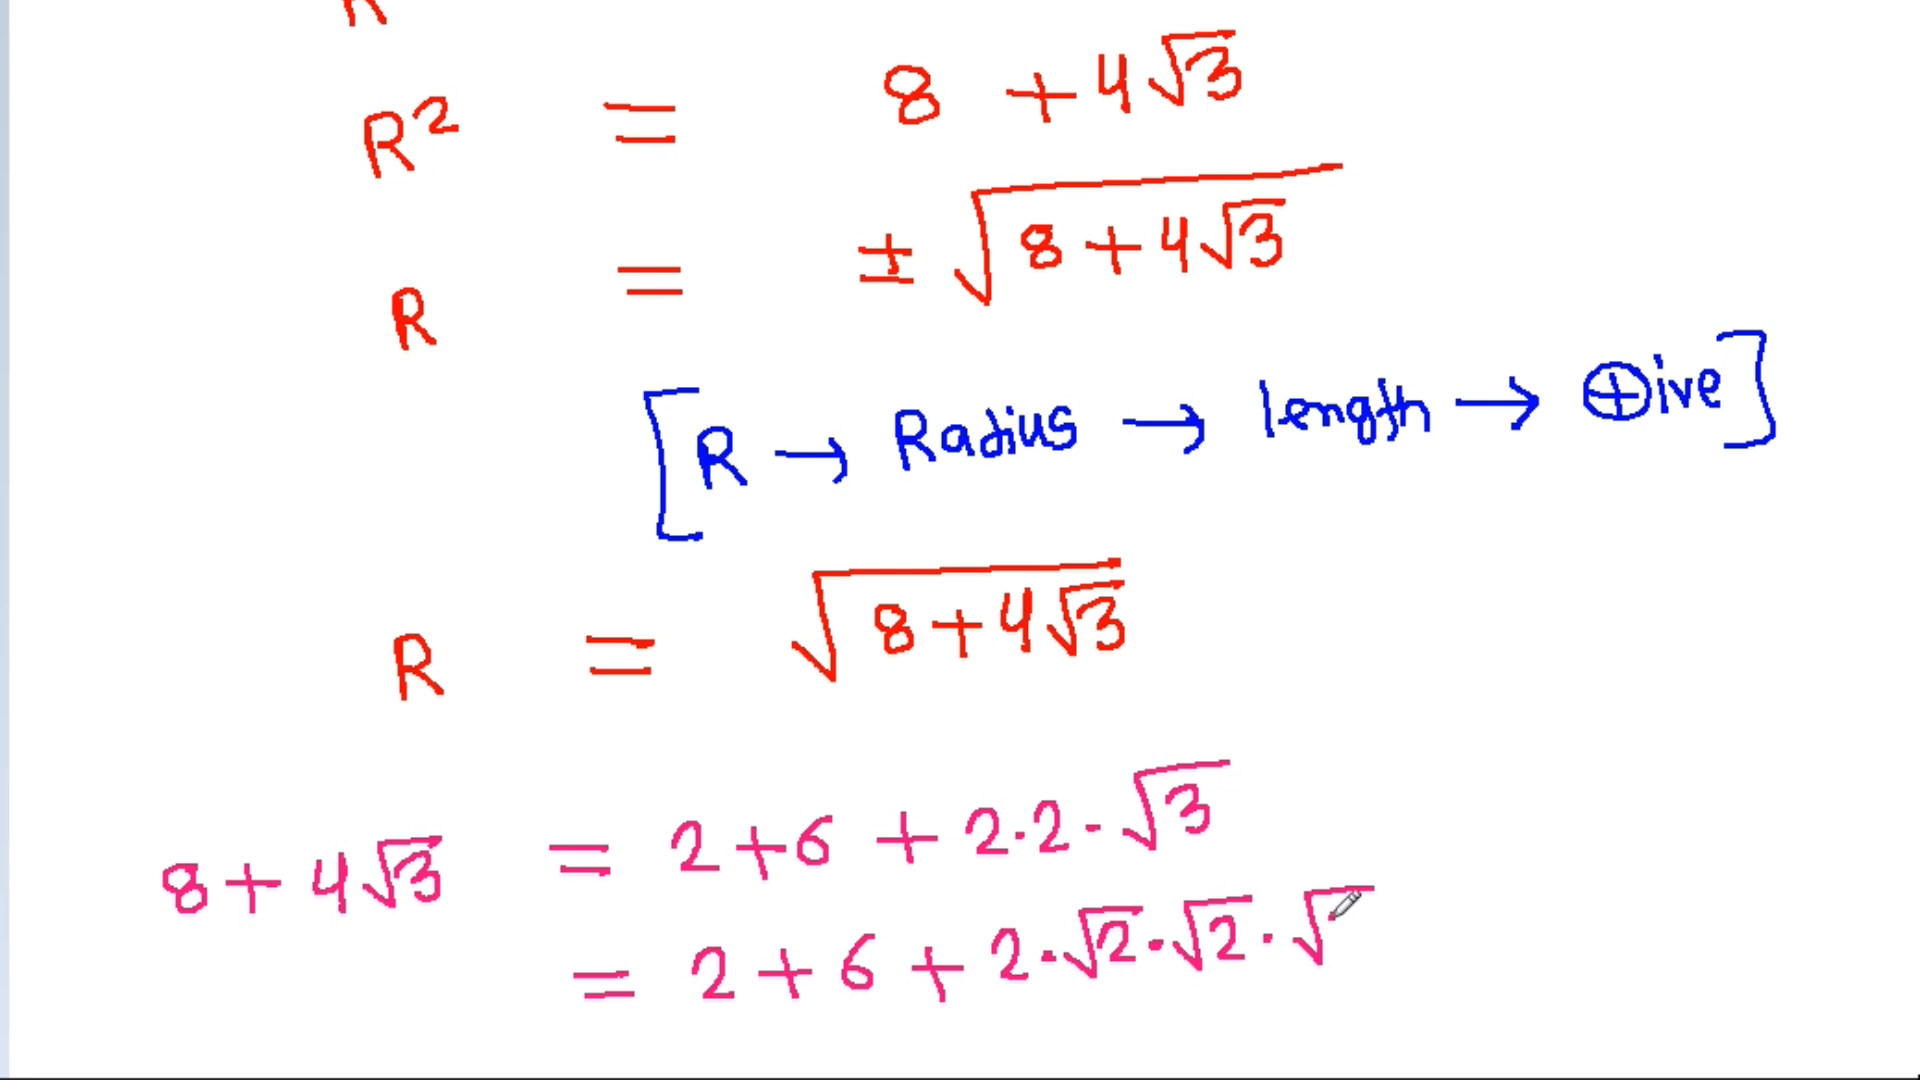 R² = 8 + 4√3
R = ± √(8 + 4√3)
[R → Radius → length → ⊕ive]
R = √(8 + 4√3)
8 + 4√3 = 2 + 6 + 2·2·√3
= 2 + 6 + 2·√2·√2·√